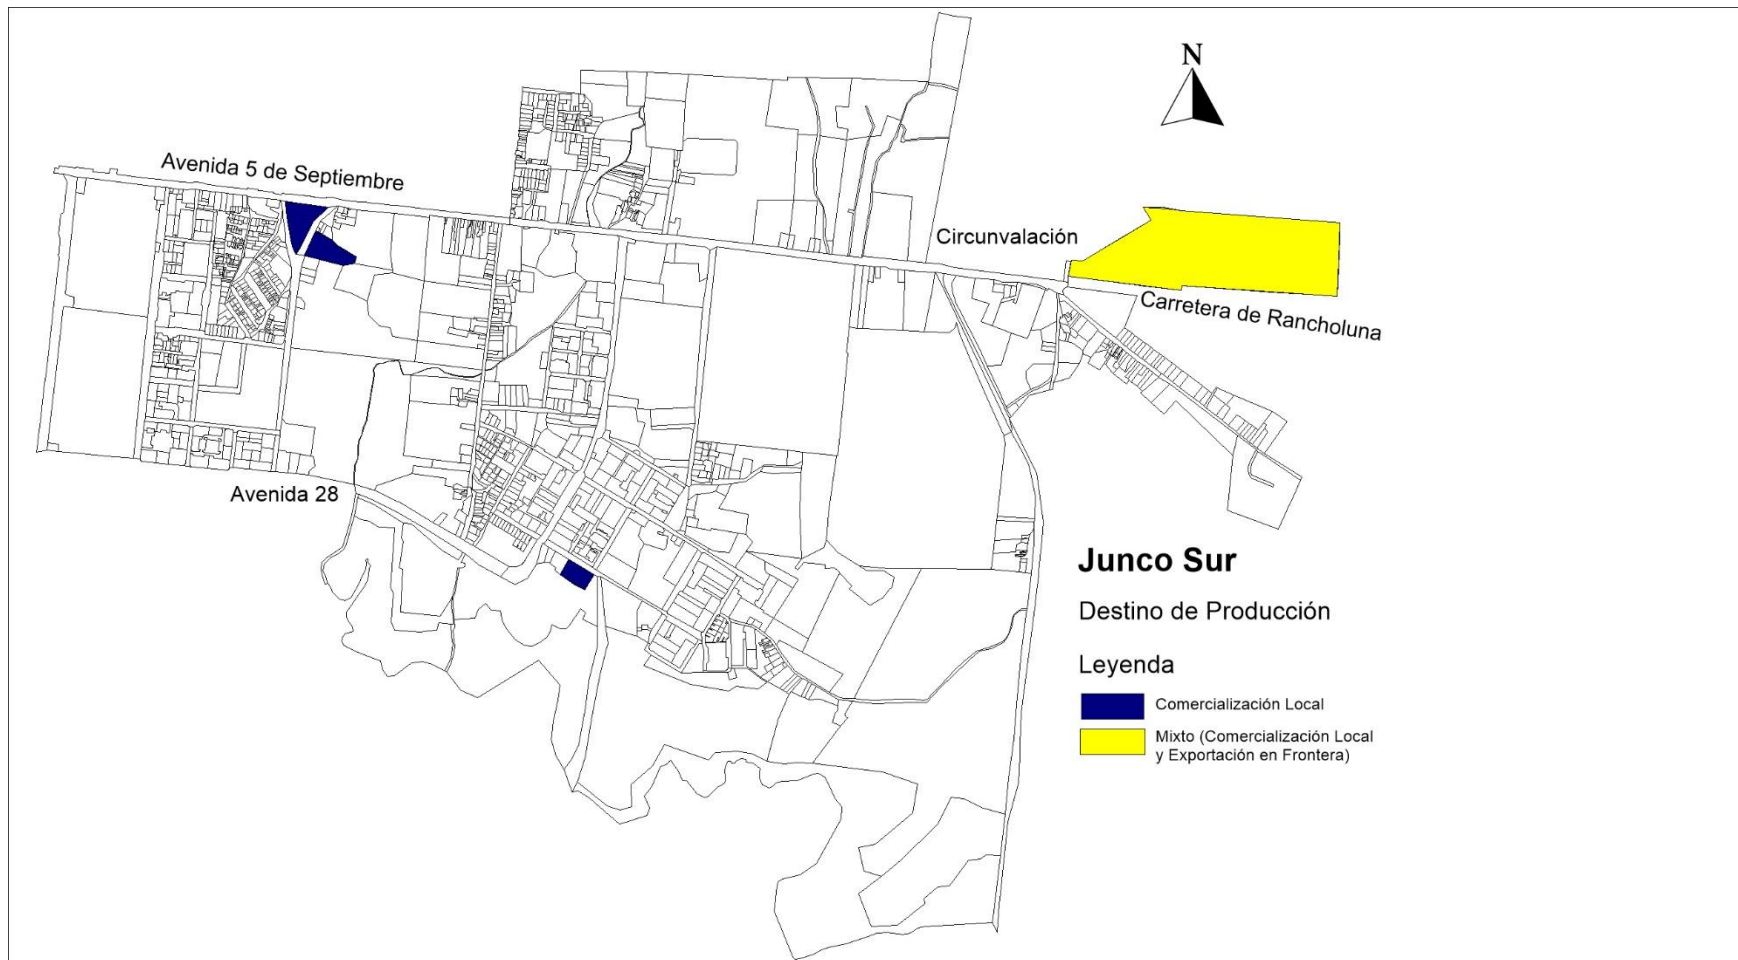 N
Avenida 5 de Septiembre
Circunvalación
Carretera de Rancholuna
Avenida 28
Junco Sur
Destino de Producción
Leyenda
Comercialización Local
Mixto (Comercialización Local
y Exportación en Frontera)